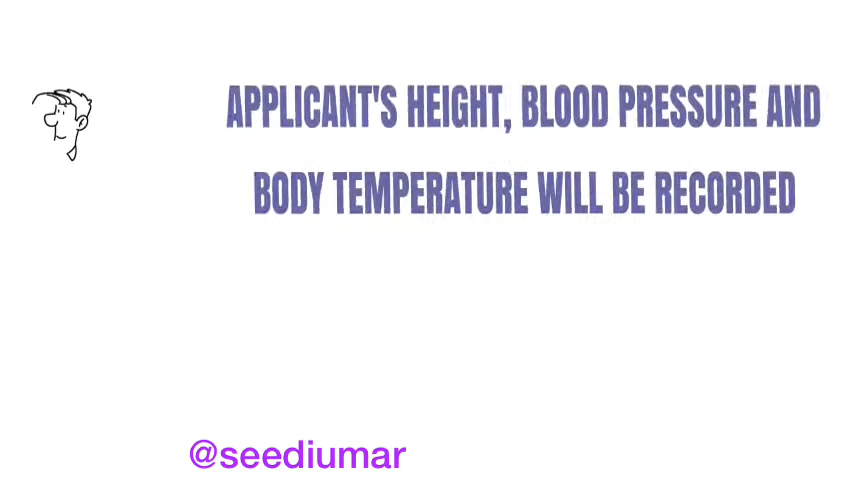 APPLICANT'S HEIGHT, BLOOD PRESSURE AND
BODY TEMPERATURE WILL BE RECORDED
@seediumar